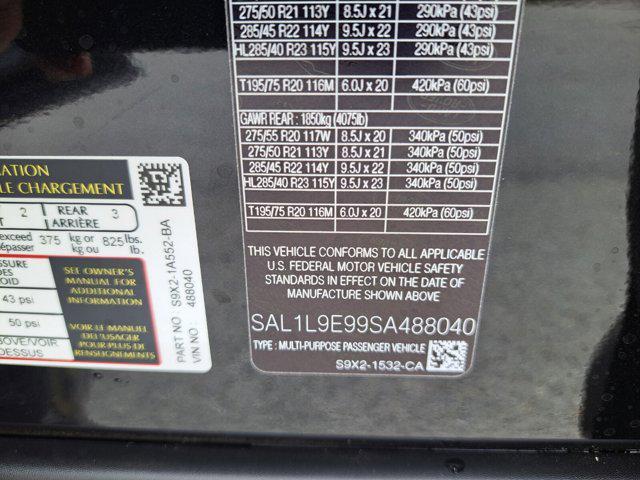 275/50 R21 113Y 8.5J x 21 290kPa (43psi)
285/45 R22 114Y 9.5J x 22 290kPa (43psi)
HL285/40 R23 115Y 9.5J x 23 290kPa (43psi)
T195/75 R20 116M 6.0J x 20 420kPa (60psi)
GAWR REAR : 1850kg (4075lb)
275/55 R20 117W 8.5J x 20 340kPa (50psi)
275/50 R21 113Y 8.5J x 21 340kPa (50psi)
285/45 R22 114Y 9.5J x 22 340kPa (50psi)
HL285/40 R23 115Y 9.5J x 23 340kPa (50psi)
T195/75 R20 116M 6.0J x 20 420kPa (60psi)
THIS VEHICLE CONFORMS TO ALL APPLICABLE
U.S. FEDERAL MOTOR VEHICLE SAFETY
STANDARDS IN EFFECT ON THE DATE OF
MANUFACTURE SHOWN ABOVE
SAL1L9E99SA488040
TYPE : MULTI-PURPOSE PASSENGER VEHICLE
S9X2-1532-CA
RMATION
LE CHARGEMENT
2 REAR 3
ARRIÈRE
exceed 375 kg or 825 lbs.
dépasser kg ou lb.
SEE OWNER'S
MANUAL FOR
ADDITIONAL
INFORMATION
43 psi
50 psi
VOIR LE MANUEL
DE L'USAGER
POUR PLUS DE
RENSEIGNEMENTS
ABOVE/VOIR
DESSUS
PART NO. S9X2-1A552-BA
VIN NO. 488040